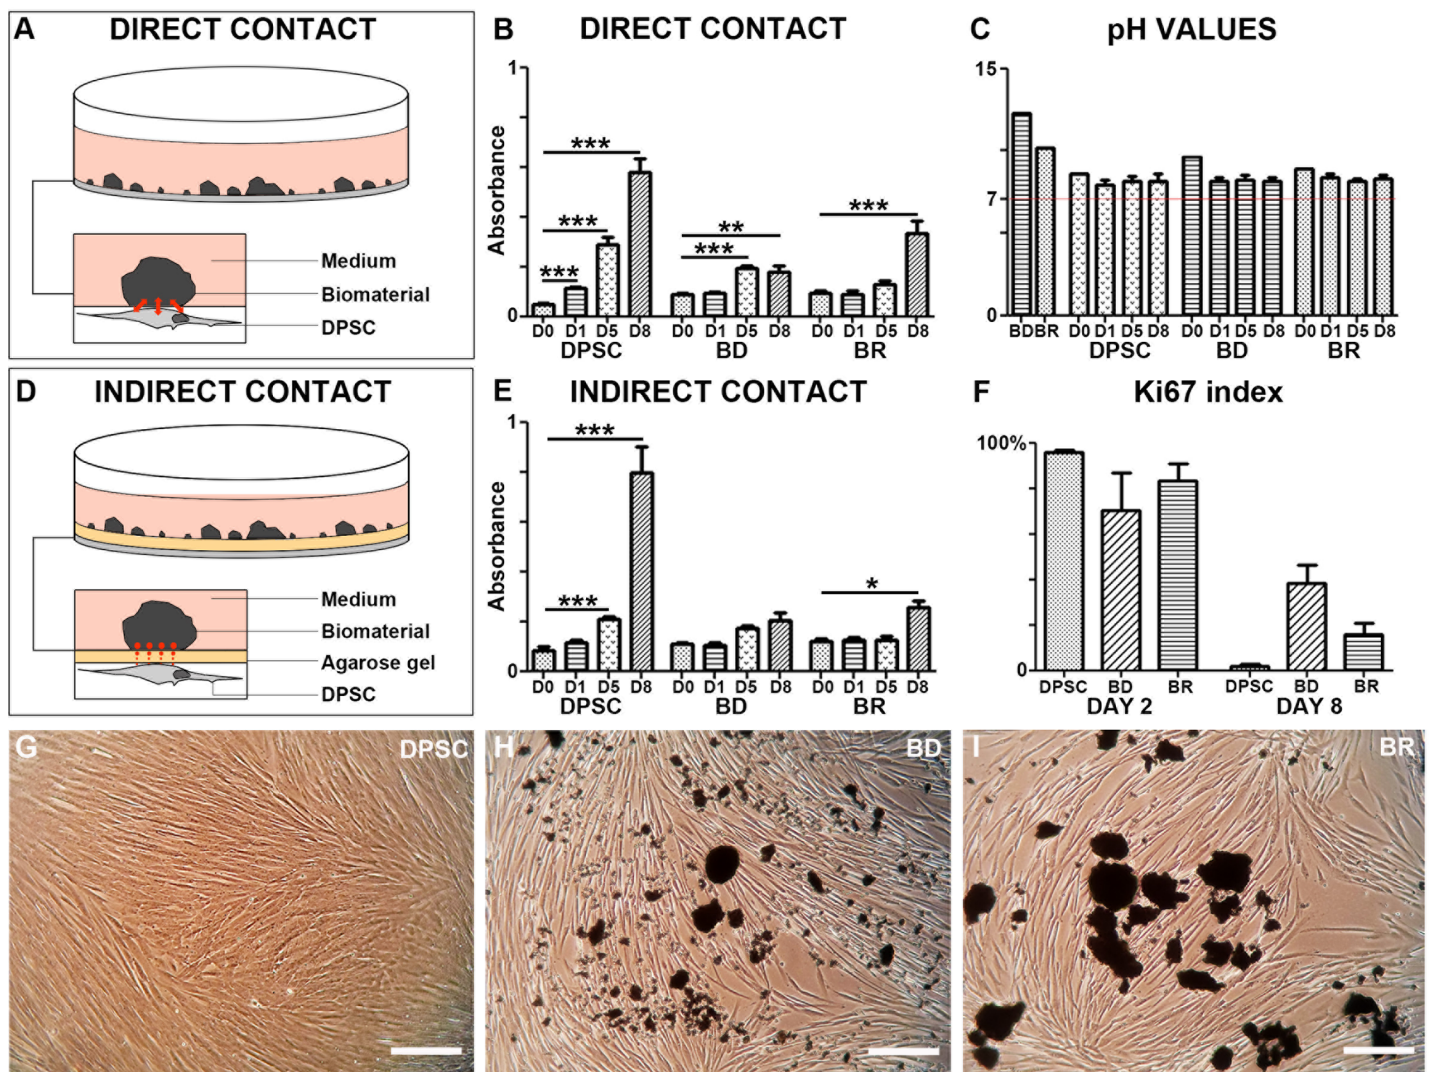 A DIRECT CONTACT
Medium
Biomaterial
DPSC
B DIRECT CONTACT
Absorbance
1
0
*** *** ***
*** **
***
D0 D1 D5 D8 D0 D1 D5 D8 D0 D1 D5 D8
DPSC BD BR
C pH VALUES
15
7
0
BD BR D0 D1 D5 D8 D0 D1 D5 D8 D0 D1 D5 D8
DPSC BD BR
D INDIRECT CONTACT
Medium
Biomaterial
Agarose gel
DPSC
E INDIRECT CONTACT
Absorbance
1
0
*** ***
*
D0 D1 D5 D8 D0 D1 D5 D8 D0 D1 D5 D8
DPSC BD BR
F Ki67 index
100%
0
DPSC BD BR DPSC BD BR
DAY 2 DAY 8
G DPSC
H BD
I BR